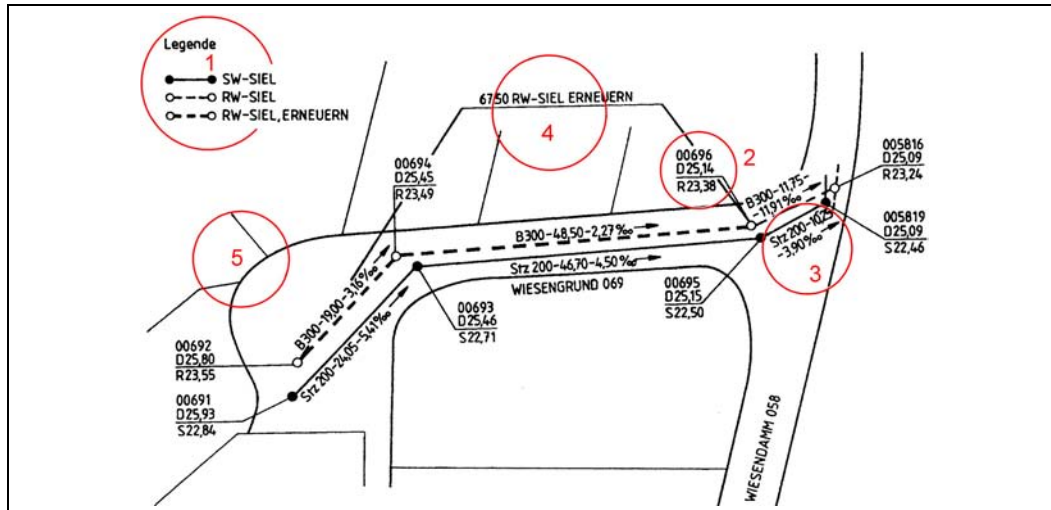 Legende
1
SW-SIEL
RW-SIEL
RW-SIEL, ERNEUERN
67,50 RW-SIEL ERNEUERN
4
00694
D25,45
R23,49
00696
D25,14
R23,38
2
B300-11,75-
-11,91‰
005816
D25,09
R23,24
005819
D25,09
S22,46
Stz 200-10,25
-3,90‰
3
5
B300-48,50-2,27‰
Stz 200-46,70-4,50‰
WIESENGRUND 069
00695
D25,15
S22,50
00693
D25,46
S22,71
B300-19,00-3,16‰
Stz 200-24,05-5,41‰
00692
D25,80
R23,55
00691
D25,93
S22,84
WIESENDAMM 058